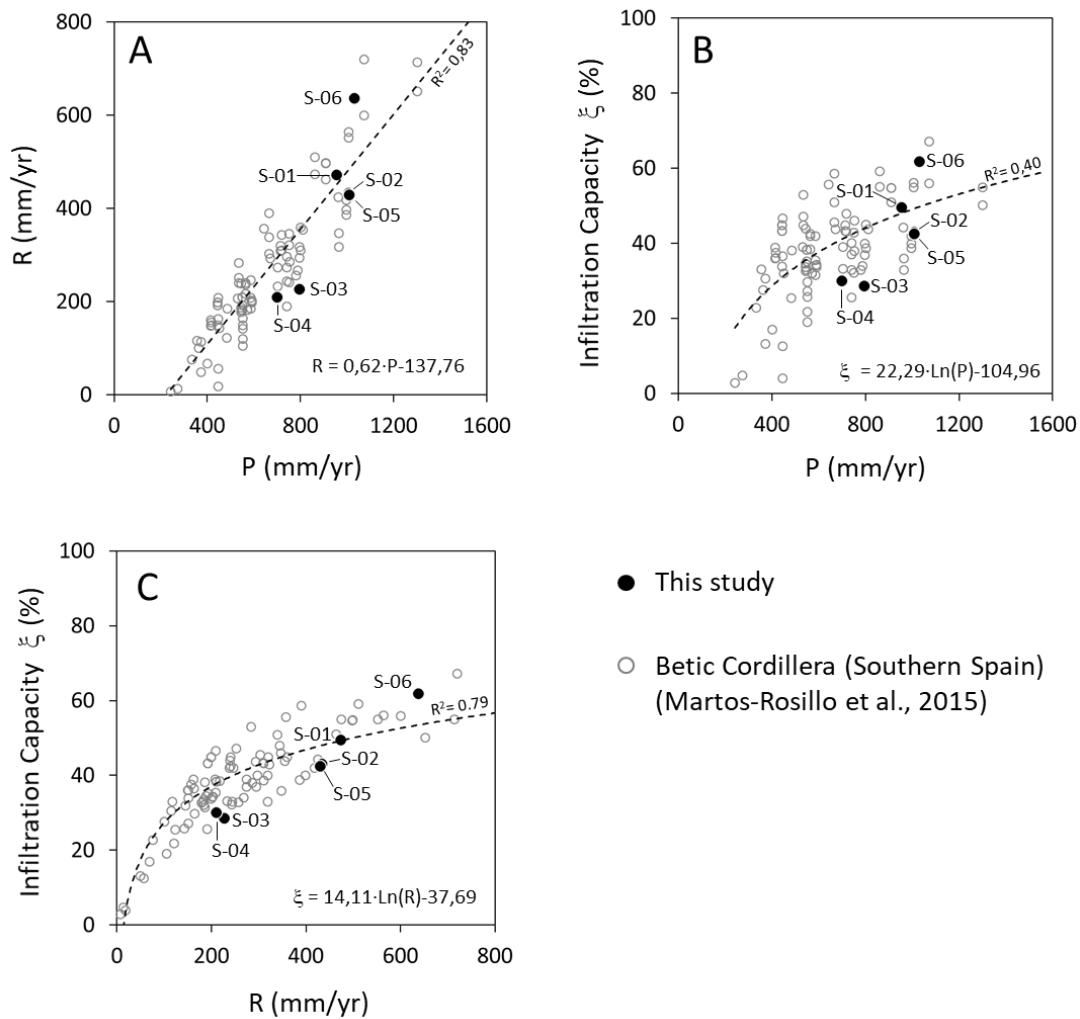 A
800
600
400
200
0
R (mm/yr)
0
400
800
1200
1600
P (mm/yr)
R²= 0,83
S-06
S-01
S-02
S-05
S-03
S-04
R = 0,62·P-137,76
B
100
80
60
40
20
0
Infiltration Capacity ξ (%)
0
400
800
1200
1600
P (mm/yr)
R²= 0,40
S-06
S-01
S-02
S-05
S-03
S-04
ξ = 22,29·Ln(P)-104,96
C
100
80
60
40
20
0
Infiltration Capacity ξ (%)
0
200
400
600
800
R (mm/yr)
R²= 0.79
S-06
S-01
S-02
S-05
S-03
S-04
ξ = 14,11·Ln(R)-37,69
This study
Betic Cordillera (Southern Spain)
(Martos-Rosillo et al., 2015)